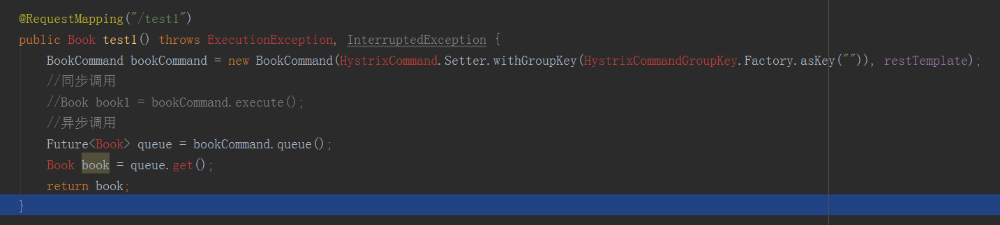 @RequestMapping("/test1")
public Book test1() throws ExecutionException, InterruptedException {
    BookCommand bookCommand = new BookCommand(HystrixCommand.Setter.withGroupKey(HystrixCommandGroupKey.Factory.asKey("")), restTemplate);
    //同步调用
    //Book book1 = bookCommand.execute();
    //异步调用
    Future<Book> queue = bookCommand.queue();
    Book book = queue.get();
    return book;
}